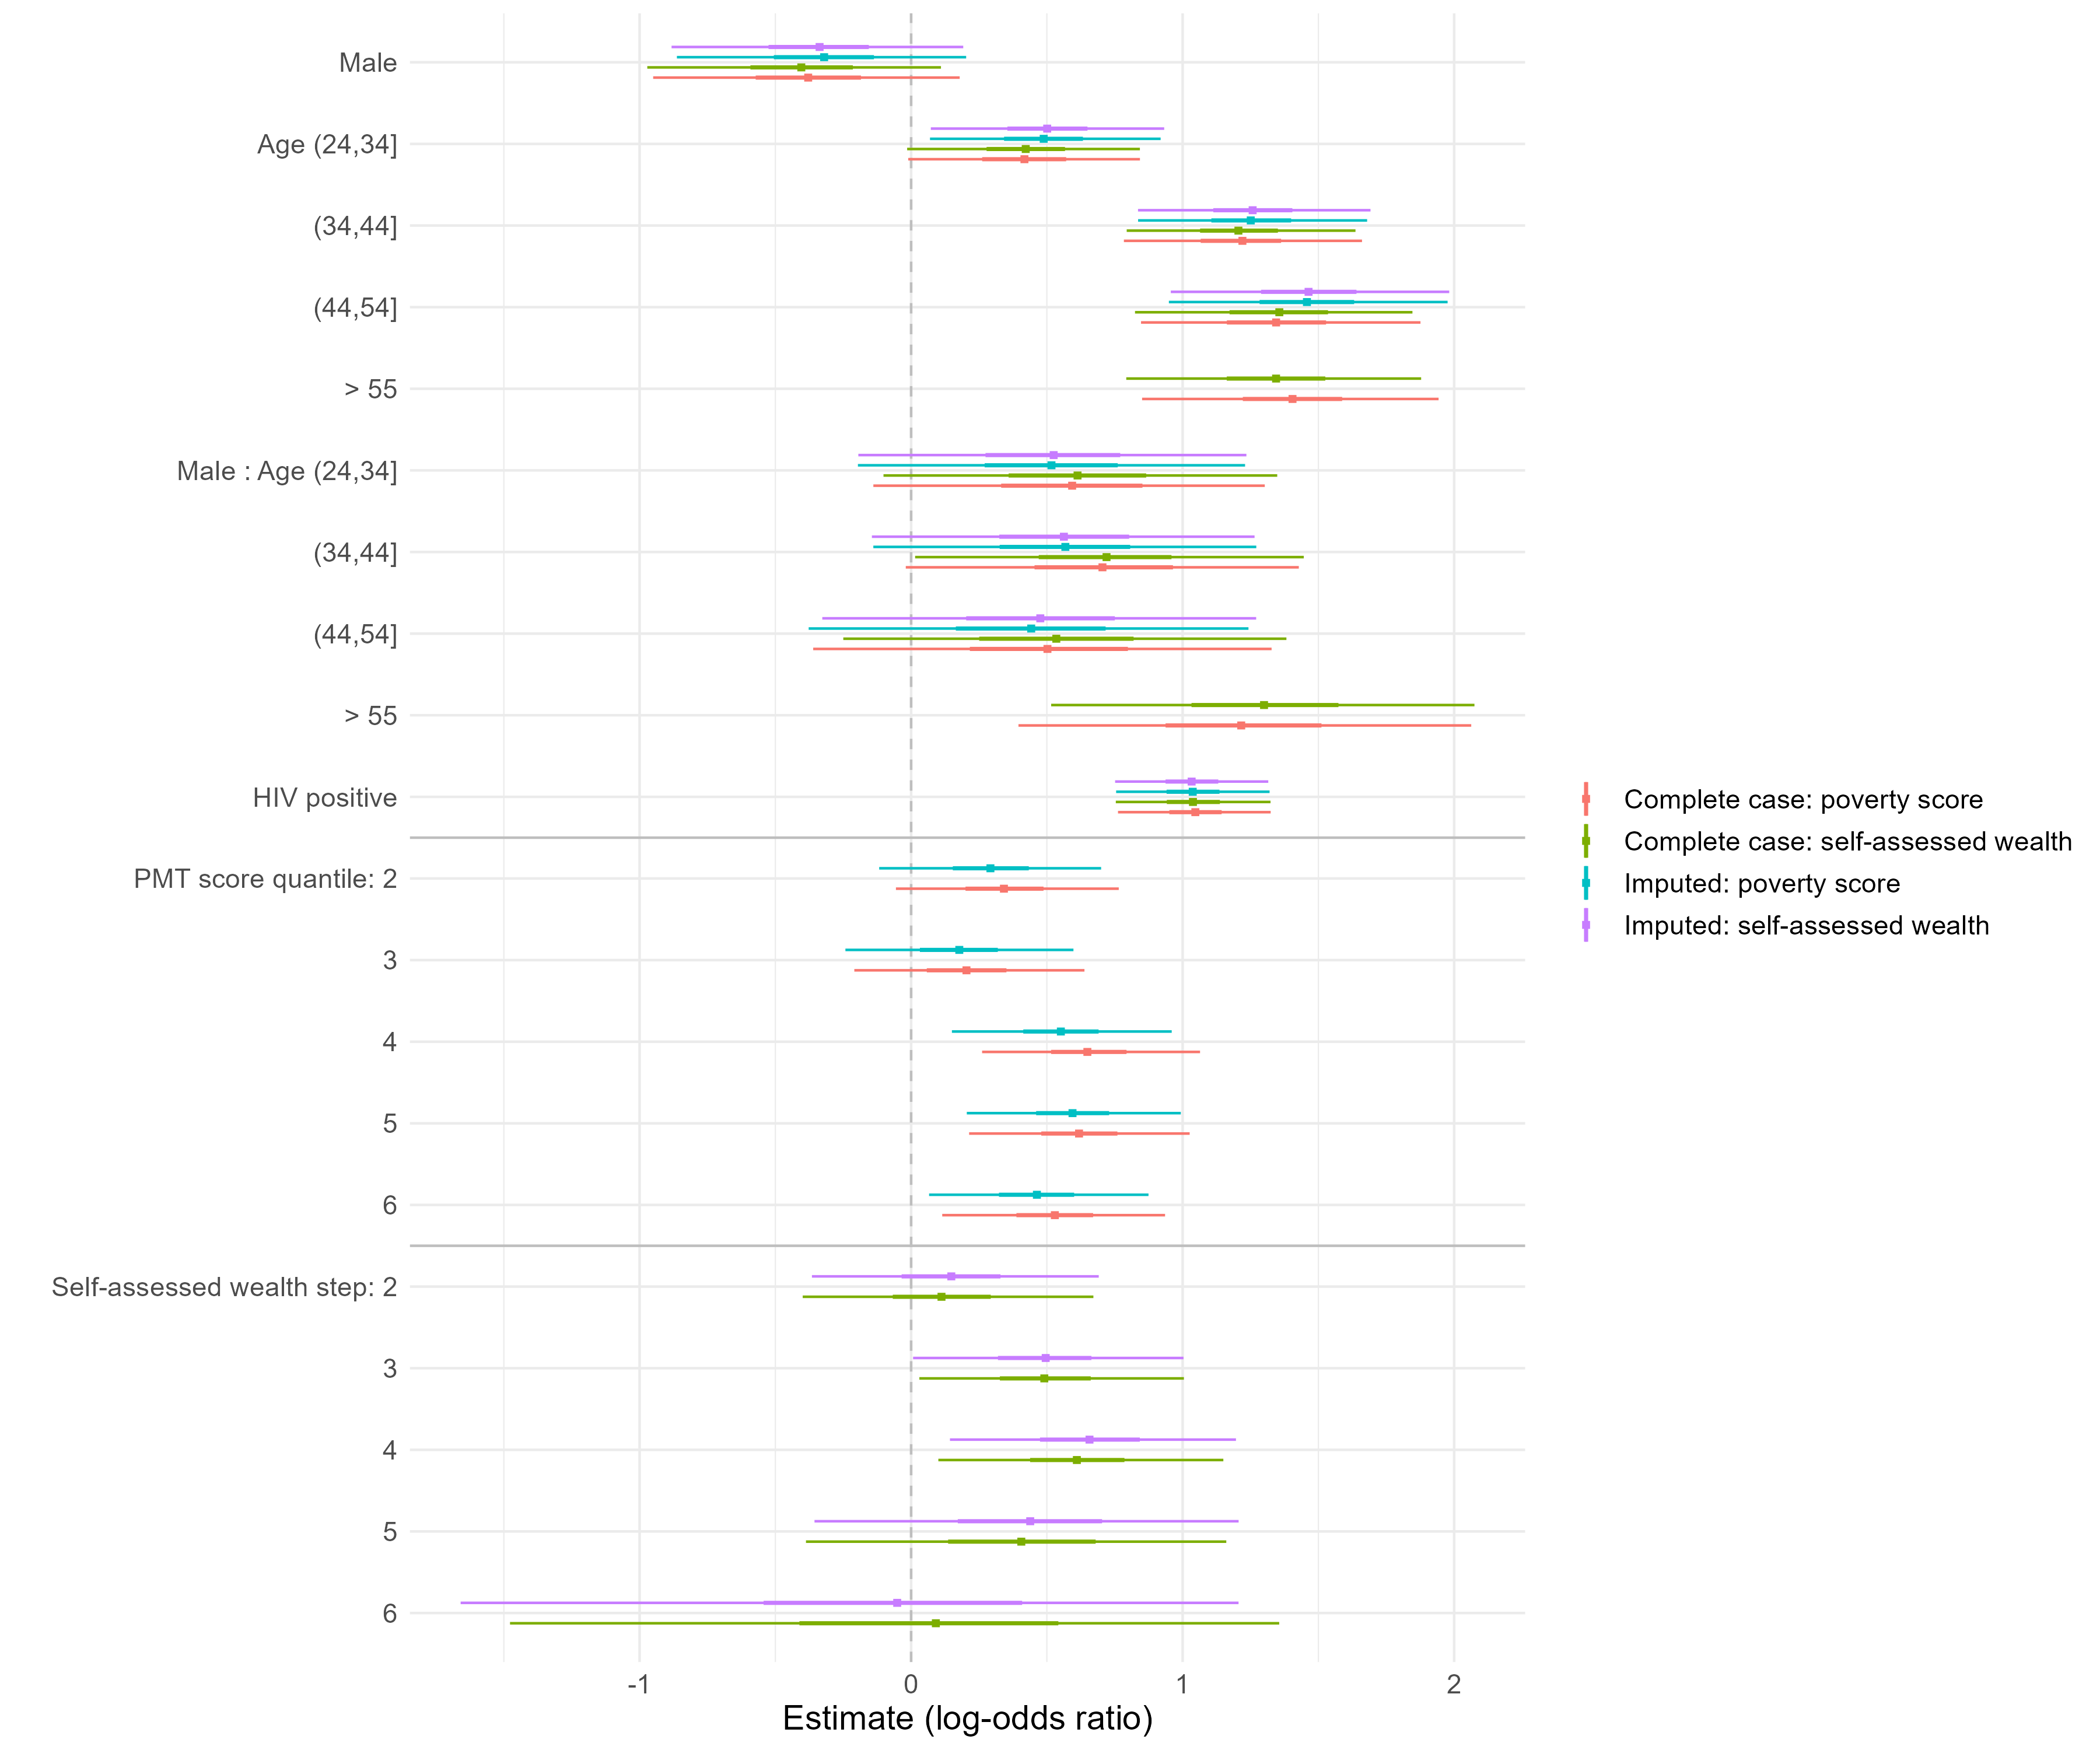 Male
Age (24,34]
(34,44]
(44,54]
> 55
Male : Age (24,34]
(34,44]
(44,54]
> 55
HIV positive
PMT score quantile: 2
3
4
5
6
Self-assessed wealth step: 2
3
4
5
6
-1 0 1 2
Estimate (log-odds ratio)
Complete case: poverty score
Complete case: self-assessed wealth
Imputed: poverty score
Imputed: self-assessed wealth